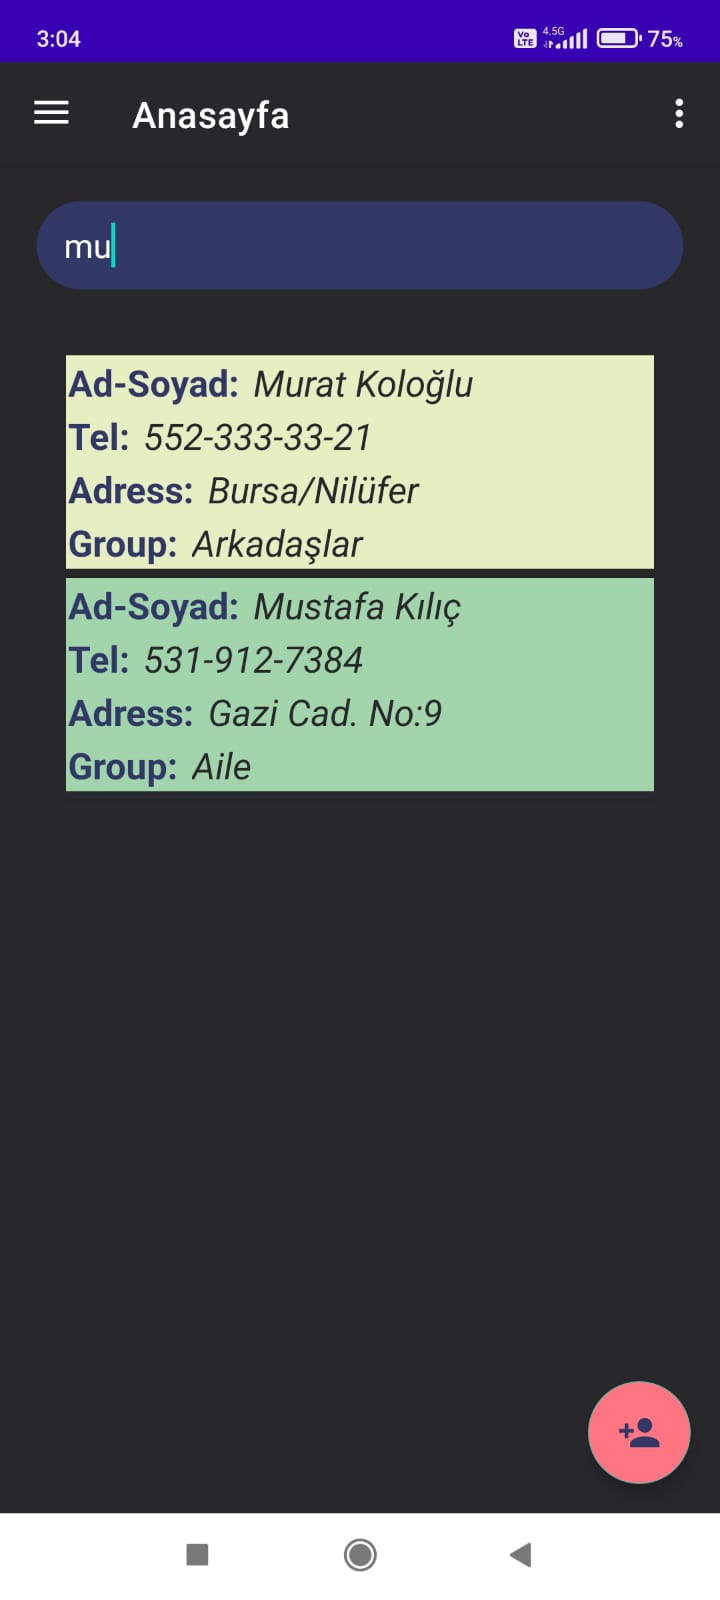 3:04 Vo LTE 4.5G 75%
Anasayfa
mu
Ad-Soyad: Murat Koloğlu
Tel: 552-333-33-21
Adress: Bursa/Nilüfer
Group: Arkadaşlar
Ad-Soyad: Mustafa Kılıç
Tel: 531-912-7384
Adress: Gazi Cad. No:9
Group: Aile